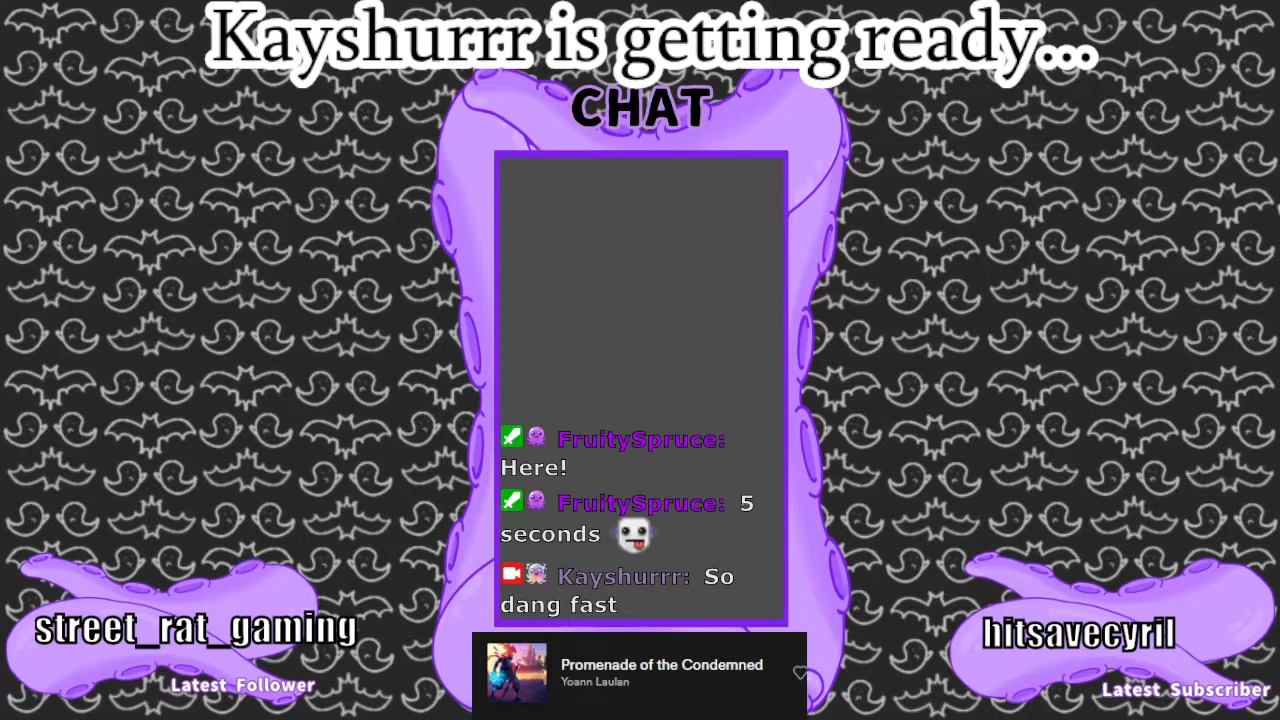 Kayshurrr is getting ready...
CHAT
FruitySpruce:
Here!
FruitySpruce: 5
seconds
Kayshurrr: So
dang fast
street_rat_gaming
Latest Follower
hitsavecyril
Latest Subscriber
Promenade of the Condemned
Yoann Laulan